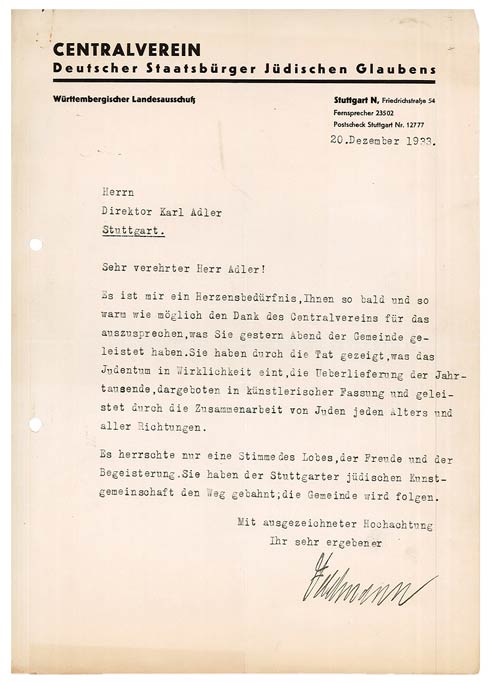 CENTRALVEREIN
Deutscher Staatsbürger Jüdischen Glaubens
Württembergischer Landesausschuß
Stuttgart N, Friedrichstraße 54
Fernsprecher 23502
Postscheck Stuttgart Nr. 12777
20.Dezember 1933.
Herrn
Direktor Karl Adler
Stuttgart.
Sehr verehrter Herr Adler!
Es ist mir ein Herzensbedürfnis,Ihnen so bald und so
warm wie möglich den Dank des Centralvereins für das
auszusprechen,was Sie gestern Abend der Gemeinde ge-
leistet haben.Sie haben durch die Tat gezeigt,was das
Judentum in Wirklichkeit eint,die Ueberlieferung der Jahr-
tausende,dargeboten in künstlerischer Fassung und gelei-
stet durch die Zusammenarbeit von Juden jeden Alters und
aller Richtungen.
Es herrschte nur eine Stimmedes Lobes,der Freude und der
Begeisterung.Sie haben der Stuttgarter jüdischen Kunst-
gemeinschaft den Weg gebahnt;die Gemeinde wird folgen.
Mit ausgezeichneter Hochachtung
Ihr sehr ergebener